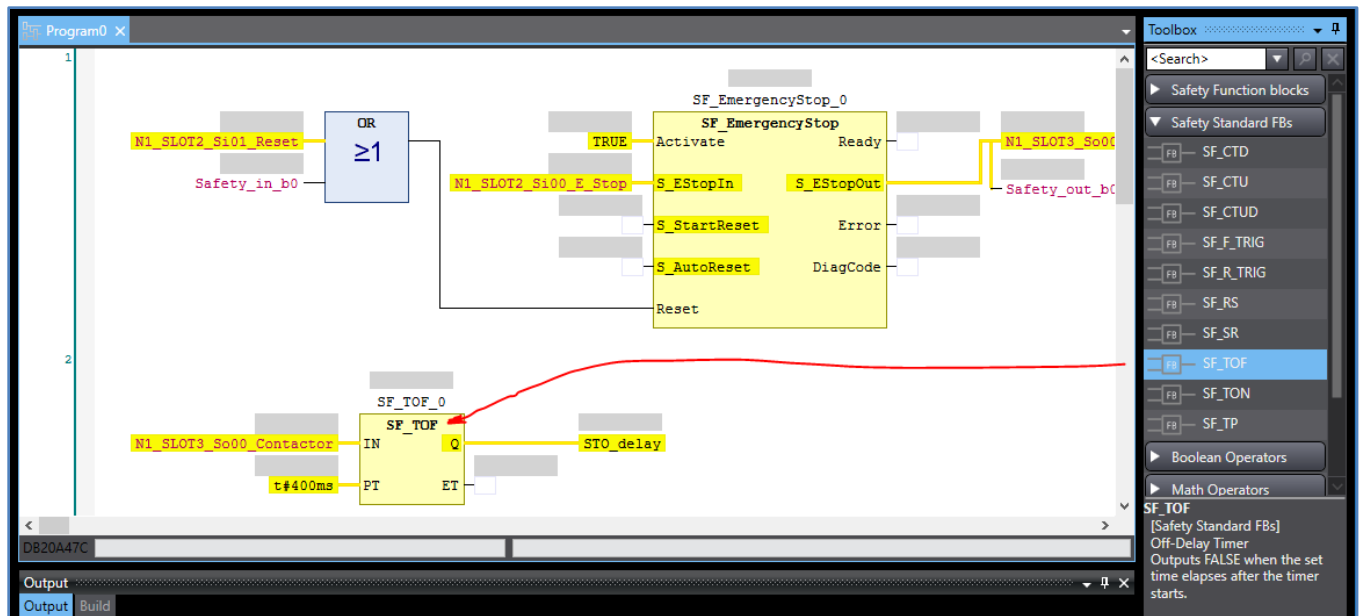 Program0
Toolbox
<Search>
Safety Function blocks
Safety Standard FBs
SF_CTD
SF_CTU
SF_CTUD
SF_F_TRIG
SF_R_TRIG
SF_RS
SF_SR
SF_TOF
SF_TON
SF_TP
Boolean Operators
Math Operators
SF_TOF
[Safety Standard FBs]
Off-Delay Timer
Outputs FALSE when the set
time elapses after the timer
starts.
1
N1_SLOT2_Si01_Reset
Safety_in_b0
OR
≥1
SF_EmergencyStop_0
SF_EmergencyStop
TRUE Activate Ready N1_SLOT3_So00
N1_SLOT2_Si00_E_Stop S_EStopIn S_EStopOut Safety_out_b0
S_StartReset Error
S_AutoReset DiagCode
Reset
2
SF_TOF_0
SF_TOF
N1_SLOT3_So00_Contactor IN Q STO_delay
t#400ms PT ET
DB20A47C
Output
Output Build